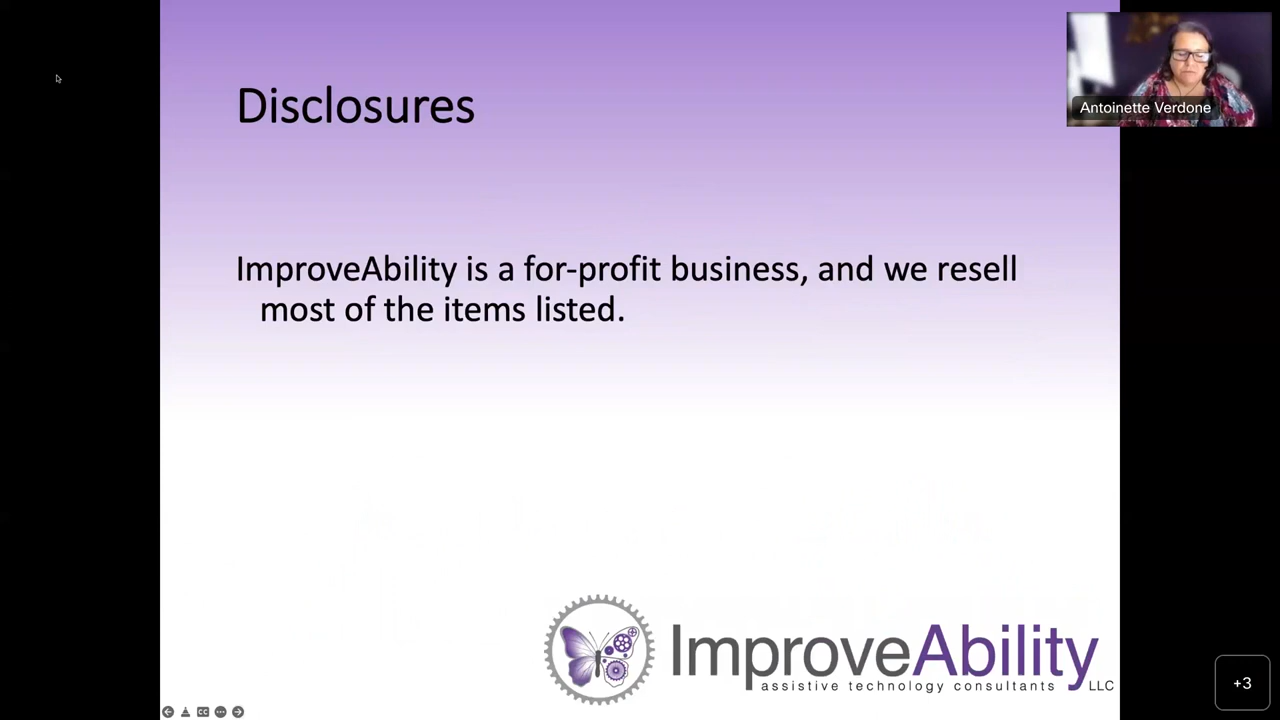 Disclosures
Antoinette Verdone
ImproveAbility is a for-profit business, and we resell
most of the items listed.
ImproveAbility
assistive technology consultants LLC
CC
+3